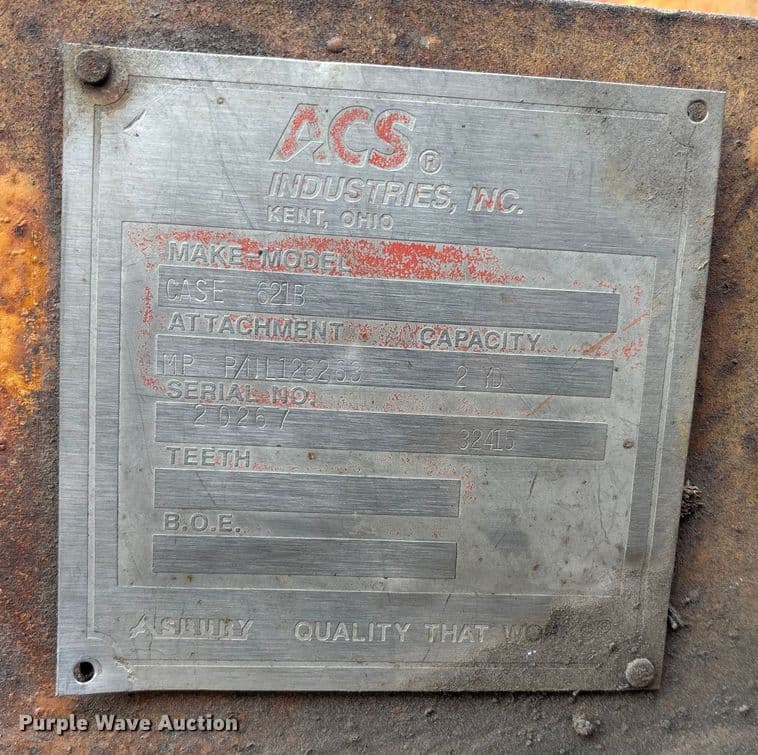 ACS®
INDUSTRIES, INC.
KENT, OHIO
MAKE-MODEL
CASE 621B
ATTACHMENT CAPACITY
MP 2 YD
SERIAL NO.
20267 32415
TEETH
B.O.E.
QUALITY THAT
Purple Wave Auction